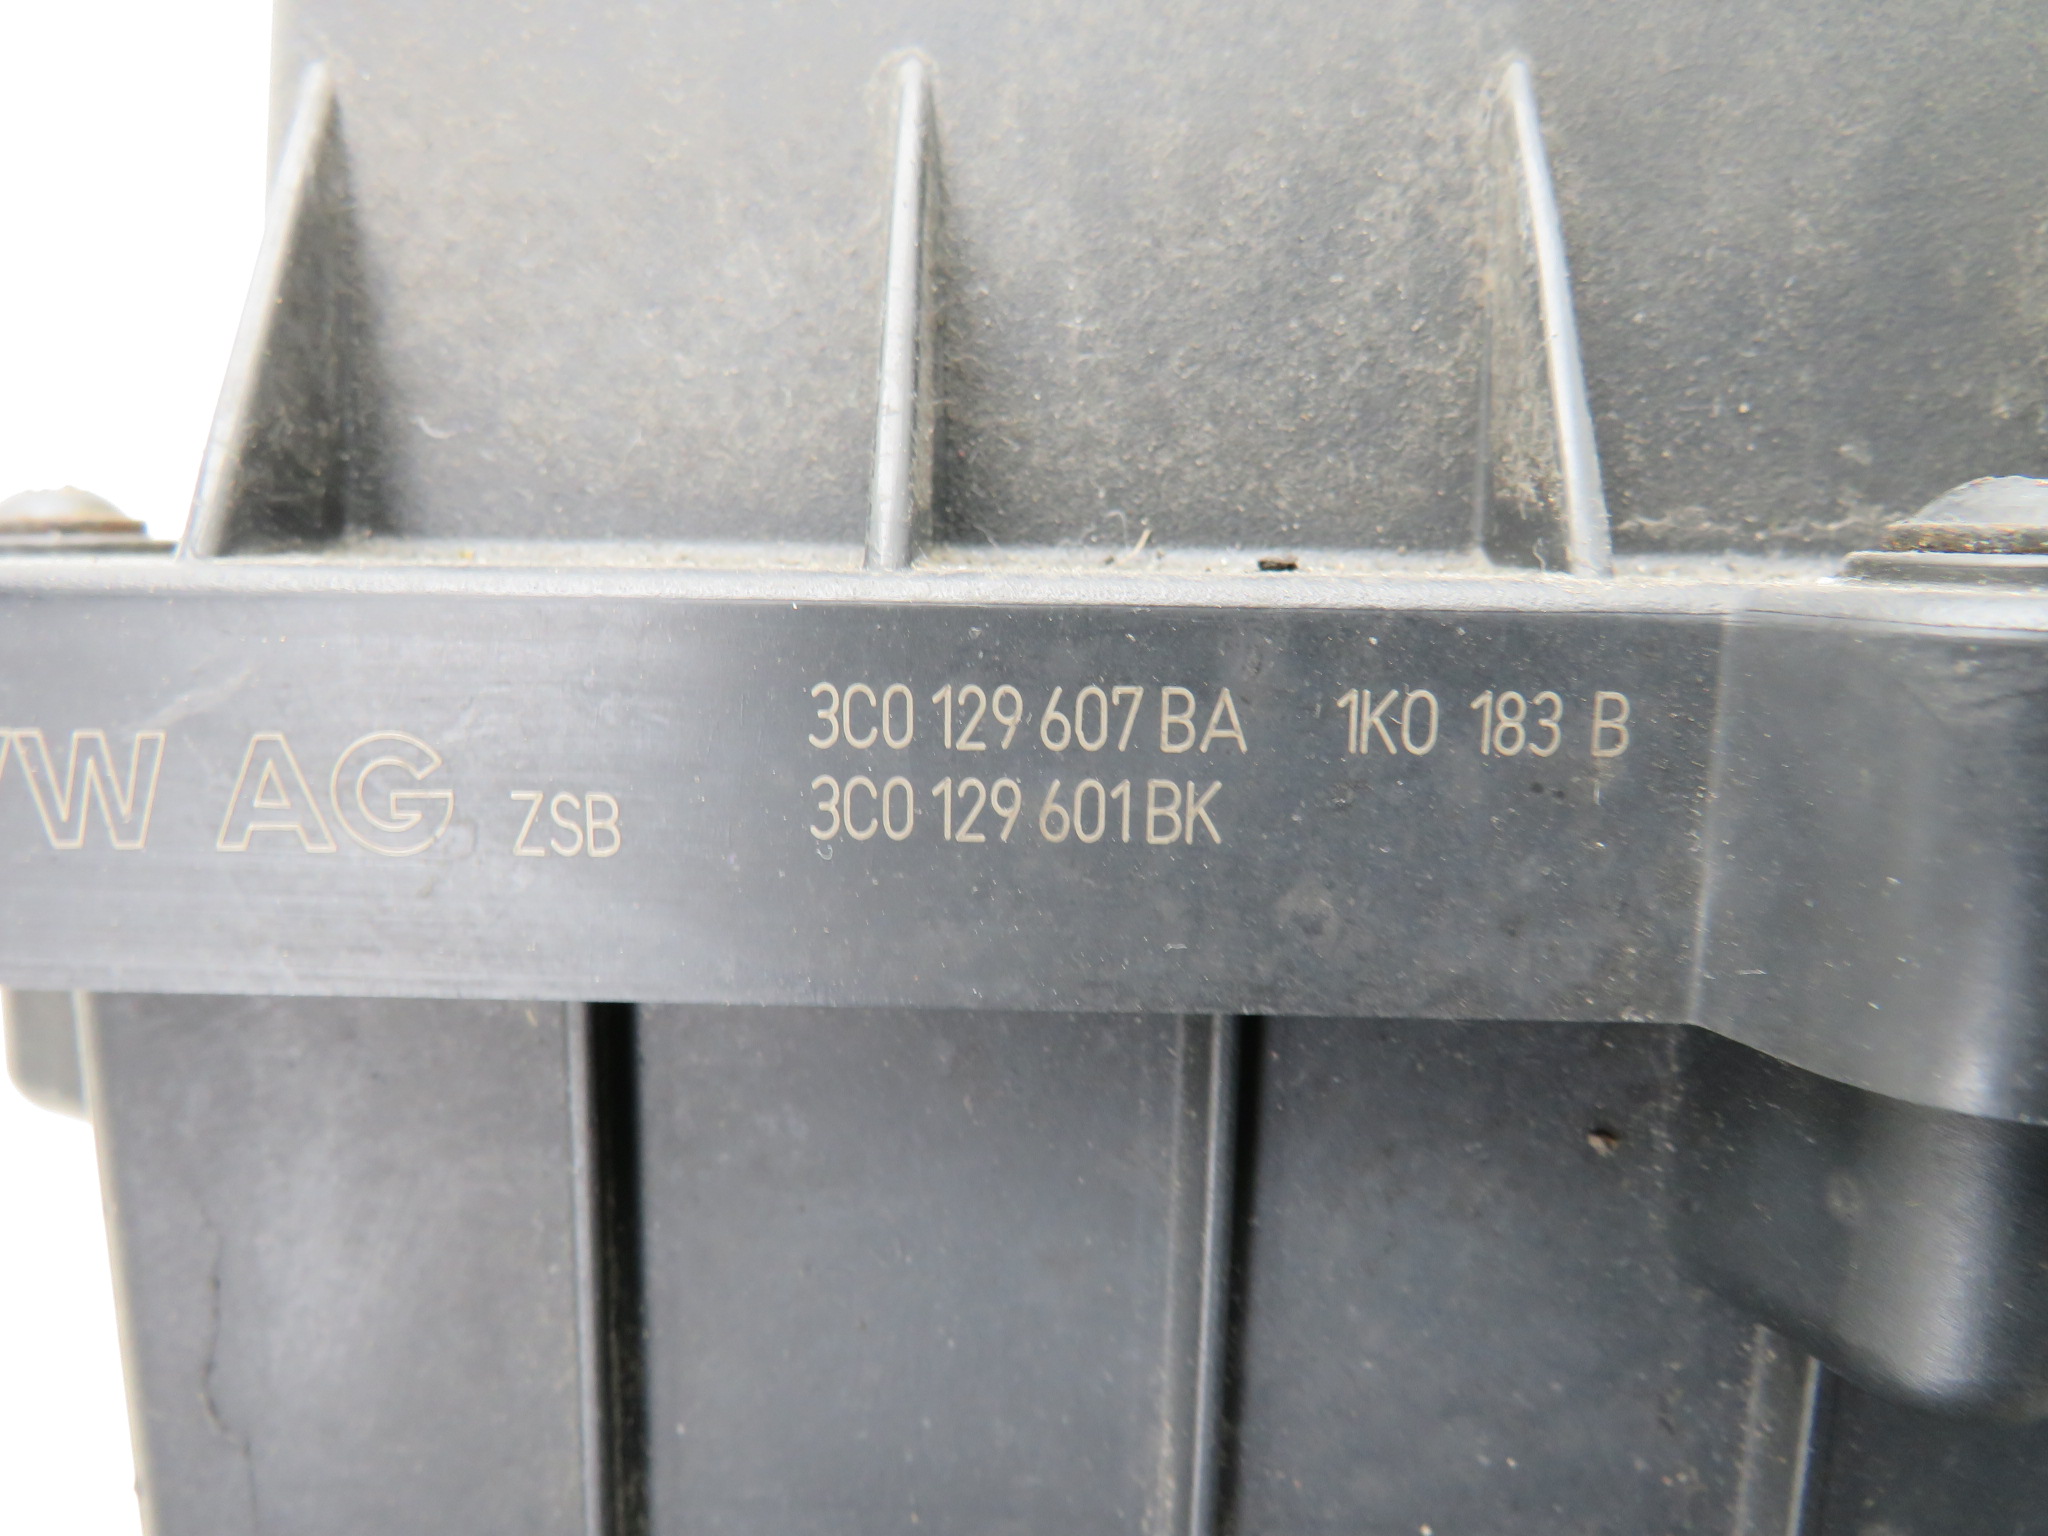 VW AG ZSB
3C0 129 607 BA 1K0 183 B
3C0 129 601 BK